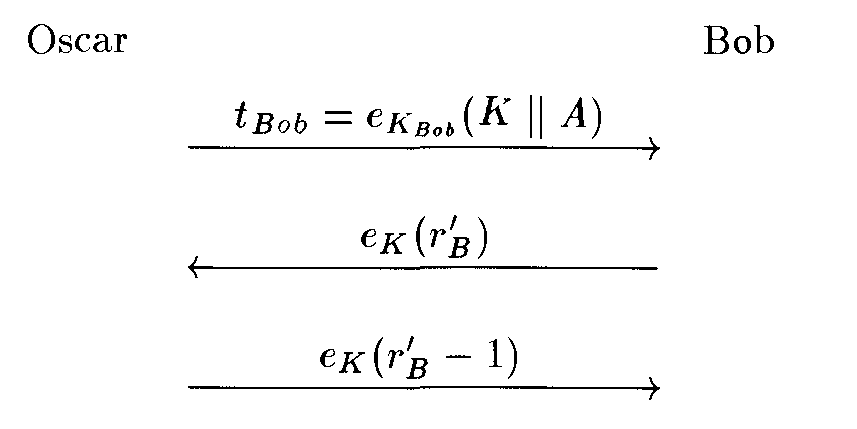 Oscar Bob
t_{Bob} = e_{K_{Bob}}(K ∥ A)
e_K(r'_B)
e_K(r'_B − 1)